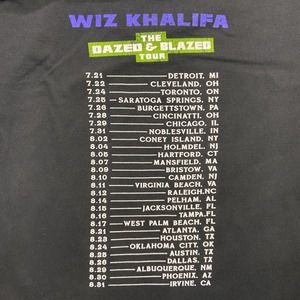 WIZ KHALIFA
THE
DAZED & BLAZED
TOUR
7.21 DETROIT, MI
7.22 CLEVELAND, OH
7.24 TORONTO, ON
7.25 SARATOGA SPRINGS, NY
7.26 BURGETTSTOWN, PA
7.28 CINCINATTI, OH
7.29 CHICAGO, IL
7.31 NOBLESVILLE, IN
8.02 CONEY ISLAND, NY
8.04 HOLMDEL, NJ
8.05 HARTFORD, CT
8.07 MANSFIELD, MA
8.09 BRISTOW, VA
8.10 CAMDEN, NJ
8.11 VIRGINIA BEACH, VA
8.12 RALEIGH, NC
8.14 PELHAM, AL
8.15 JACKSONVILLE, FL
8.16 TAMPA, FL
8.17 WEST PALM BEACH, FL
8.21 ATLANTA, GA
8.23 HOUSTON, TX
8.24 OKLAHOMA CITY, OK
8.25 AUSTIN, TX
8.26 DALLAS, TX
8.29 ALBUQUERQUE, NM
8.30 PHOENIX, AZ
8.31 IRVINE, CA